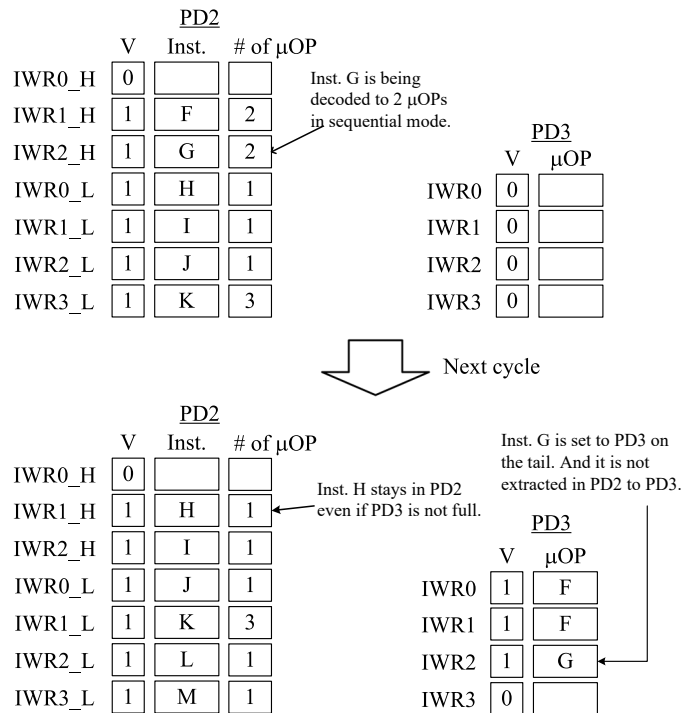 PD2
V Inst. # of μOP
IWR0_H 0
IWR1_H 1 F 2
IWR2_H 1 G 2
IWR0_L 1 H 1
IWR1_L 1 I 1
IWR2_L 1 J 1
IWR3_L 1 K 3
Inst. G is being
decoded to 2 μOPs
in sequential mode.
PD3
V μOP
IWR0 0
IWR1 0
IWR2 0
IWR3 0
Next cycle
PD2
V Inst. # of μOP
IWR0_H 0
IWR1_H 1 H 1
IWR2_H 1 I 1
IWR0_L 1 J 1
IWR1_L 1 K 3
IWR2_L 1 L 1
IWR3_L 1 M 1
Inst. H stays in PD2
even if PD3 is not full.
Inst. G is set to PD3 on
the tail. And it is not
extracted in PD2 to PD3.
PD3
V μOP
IWR0 1 F
IWR1 1 F
IWR2 1 G
IWR3 0